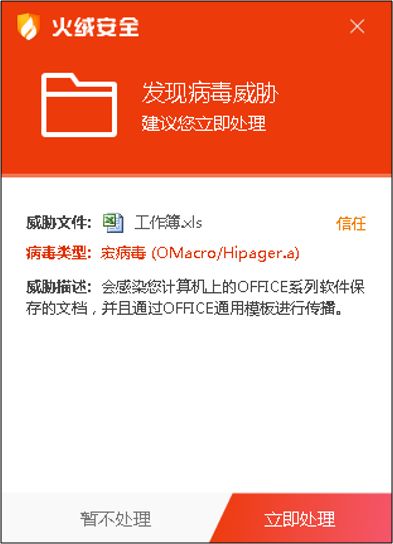 火绒安全
发现病毒威胁
建议您立即处理
威胁文件: 工作簿.xls 信任
病毒类型: 宏病毒 (OMacro/Hipager.a)
威胁描述: 会感染您计算机上的OFFICE系列软件保
存的文档，并且通过OFFICE通用模板进行传播。
暂不处理 立即处理